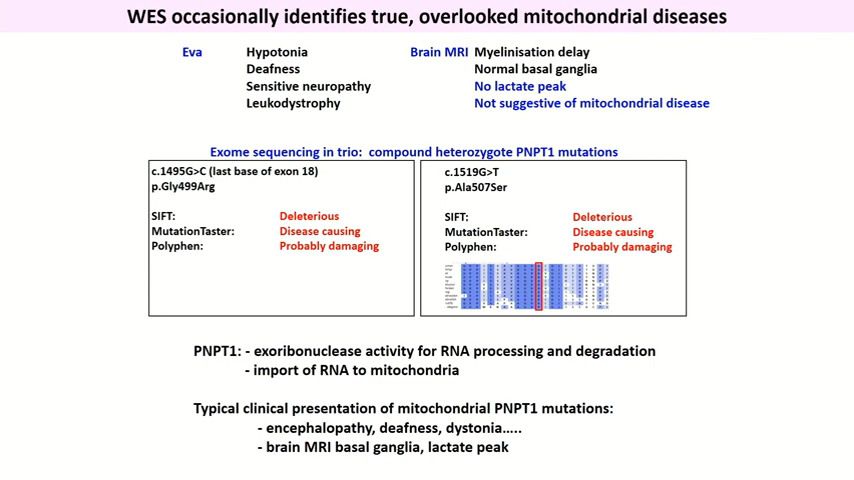 WES occasionally identifies true, overlooked mitochondrial diseases
Eva
Hypotonia
Deafness
Sensitive neuropathy
Leukodystrophy
Brain MRI
Myelinisation delay
Normal basal ganglia
No lactate peak
Not suggestive of mitochondrial disease
Exome sequencing in trio: compound heterozygote PNPT1 mutations
c.1495G>C (last base of exon 18)
p.Gly499Arg
SIFT: Deleterious
MutationTaster: Disease causing
Polyphen: Probably damaging
c.1519G>T
p.Ala507Ser
SIFT: Deleterious
MutationTaster: Disease causing
Polyphen: Probably damaging
PNPT1: - exoribonuclease activity for RNA processing and degradation
- import of RNA to mitochondria
Typical clinical presentation of mitochondrial PNPT1 mutations:
- encephalopathy, deafness, dystonia.....
- brain MRI basal ganglia, lactate peak